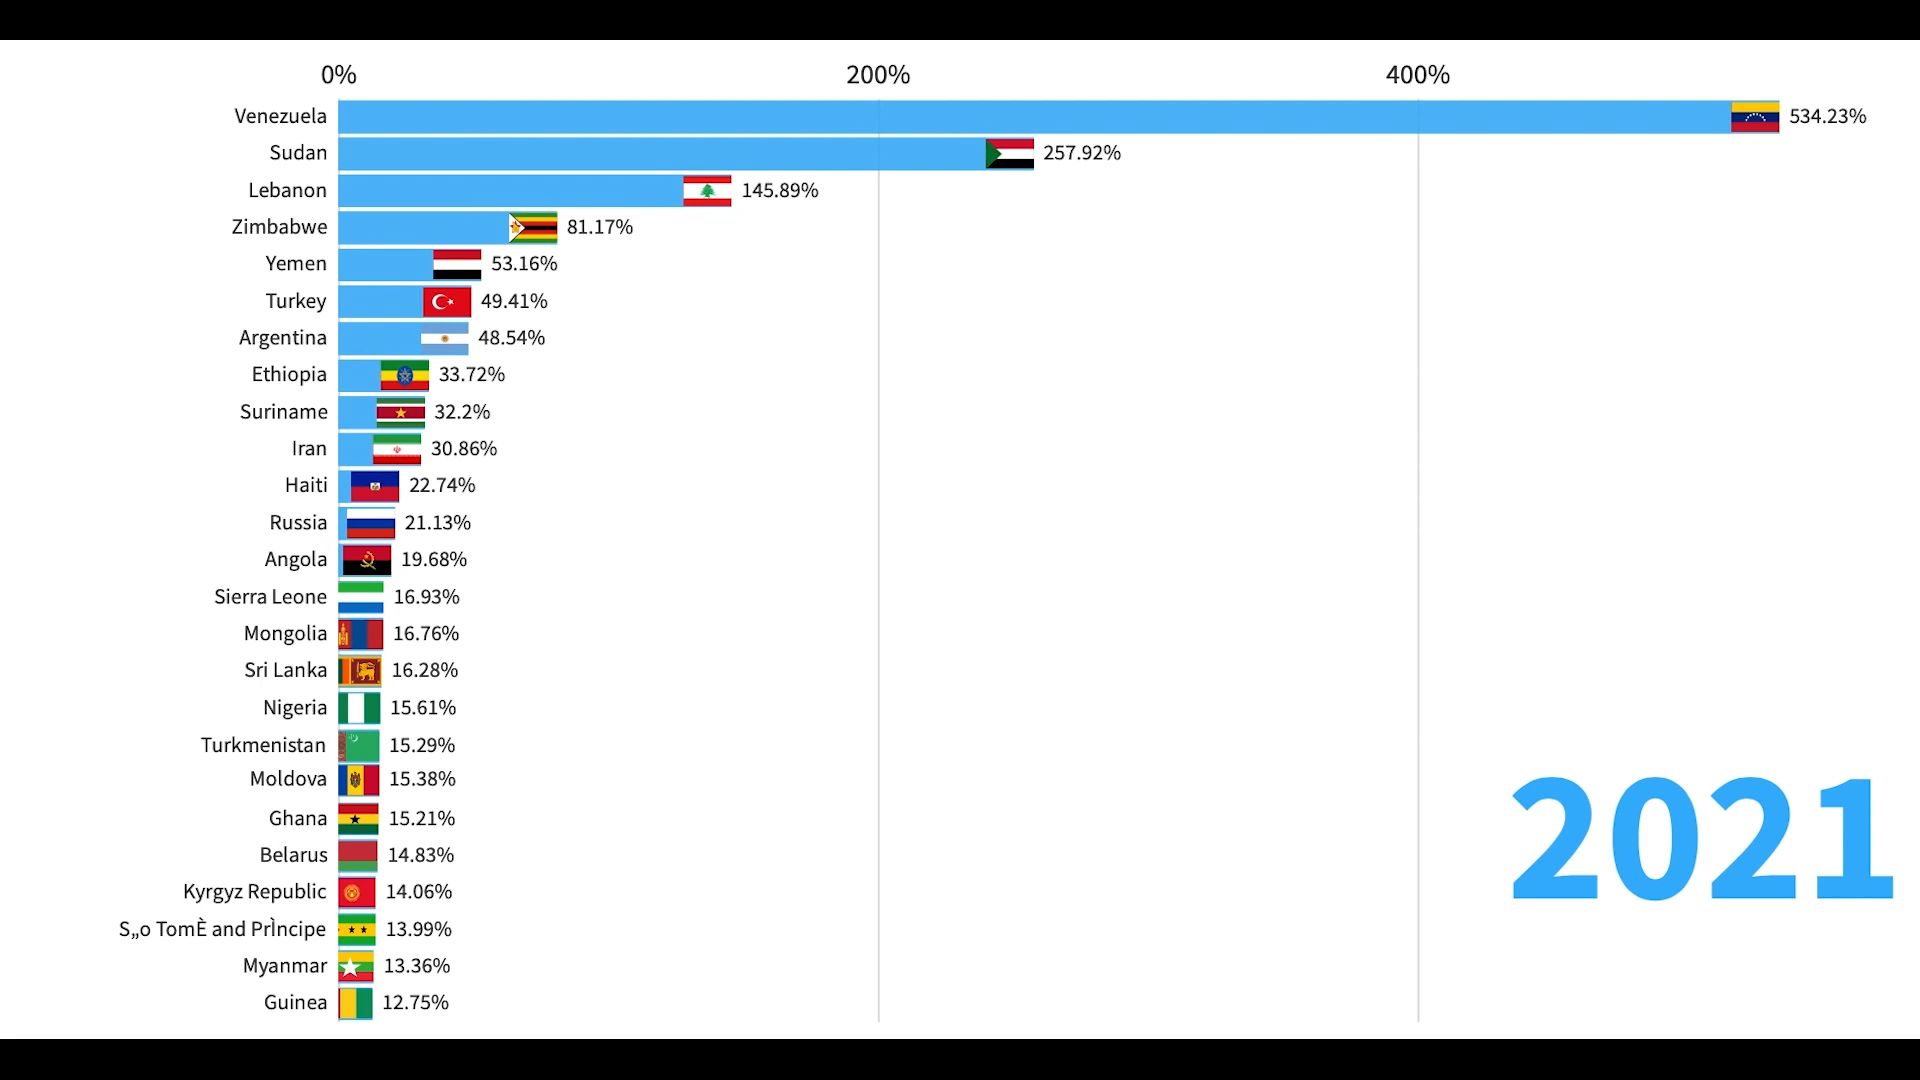 0% 200% 400%
Venezuela 534.23%
Sudan 257.92%
Lebanon 145.89%
Zimbabwe 81.17%
Yemen 53.16%
Turkey 49.41%
Argentina 48.54%
Ethiopia 33.72%
Suriname 32.2%
Iran 30.86%
Haiti 22.74%
Russia 21.13%
Angola 19.68%
Sierra Leone 16.93%
Mongolia 16.76%
Sri Lanka 16.28%
Nigeria 15.61%
Turkmenistan 15.29%
Moldova 15.38%
Ghana 15.21%
Belarus 14.83%
Kyrgyz Republic 14.06%
S„o TomÈ and PrÌncipe 13.99%
Myanmar 13.36%
Guinea 12.75%
2021